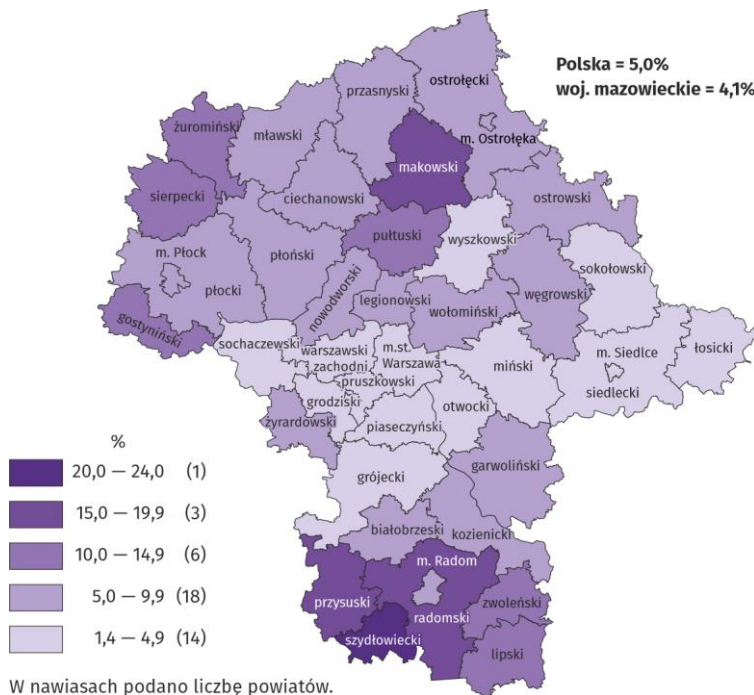 Polska = 5,0%
woj. mazowieckie = 4,1%
ostrołęcki
przasnyski
żuromiński
mławski
m. Ostrołęka
makowski
sierpecki
ciechanowski
ostrowski
pułtuski
wyszkowski
m. Płock
płoński
sokołowski
płocki
nowodworski
legionowski
wołomiński
węgrowski
gostyniński
sochaczewski
warszawski
zachodni
m.st.
Warszawa
miński
m. Siedlce
łosicki
pruszkowski
siedlecki
grodziski
otwocki
żyrardowski
piaseczyński
garwoliński
grójecki
białobrzeski
kozienicki
m. Radom
przysuski
radomski
zwoleński
szydłowiecki
lipski
%
20,0 — 24,0 (1)
15,0 — 19,9 (3)
10,0 — 14,9 (6)
5,0 — 9,9 (18)
1,4 — 4,9 (14)
W nawiasach podano liczbę powiatów.